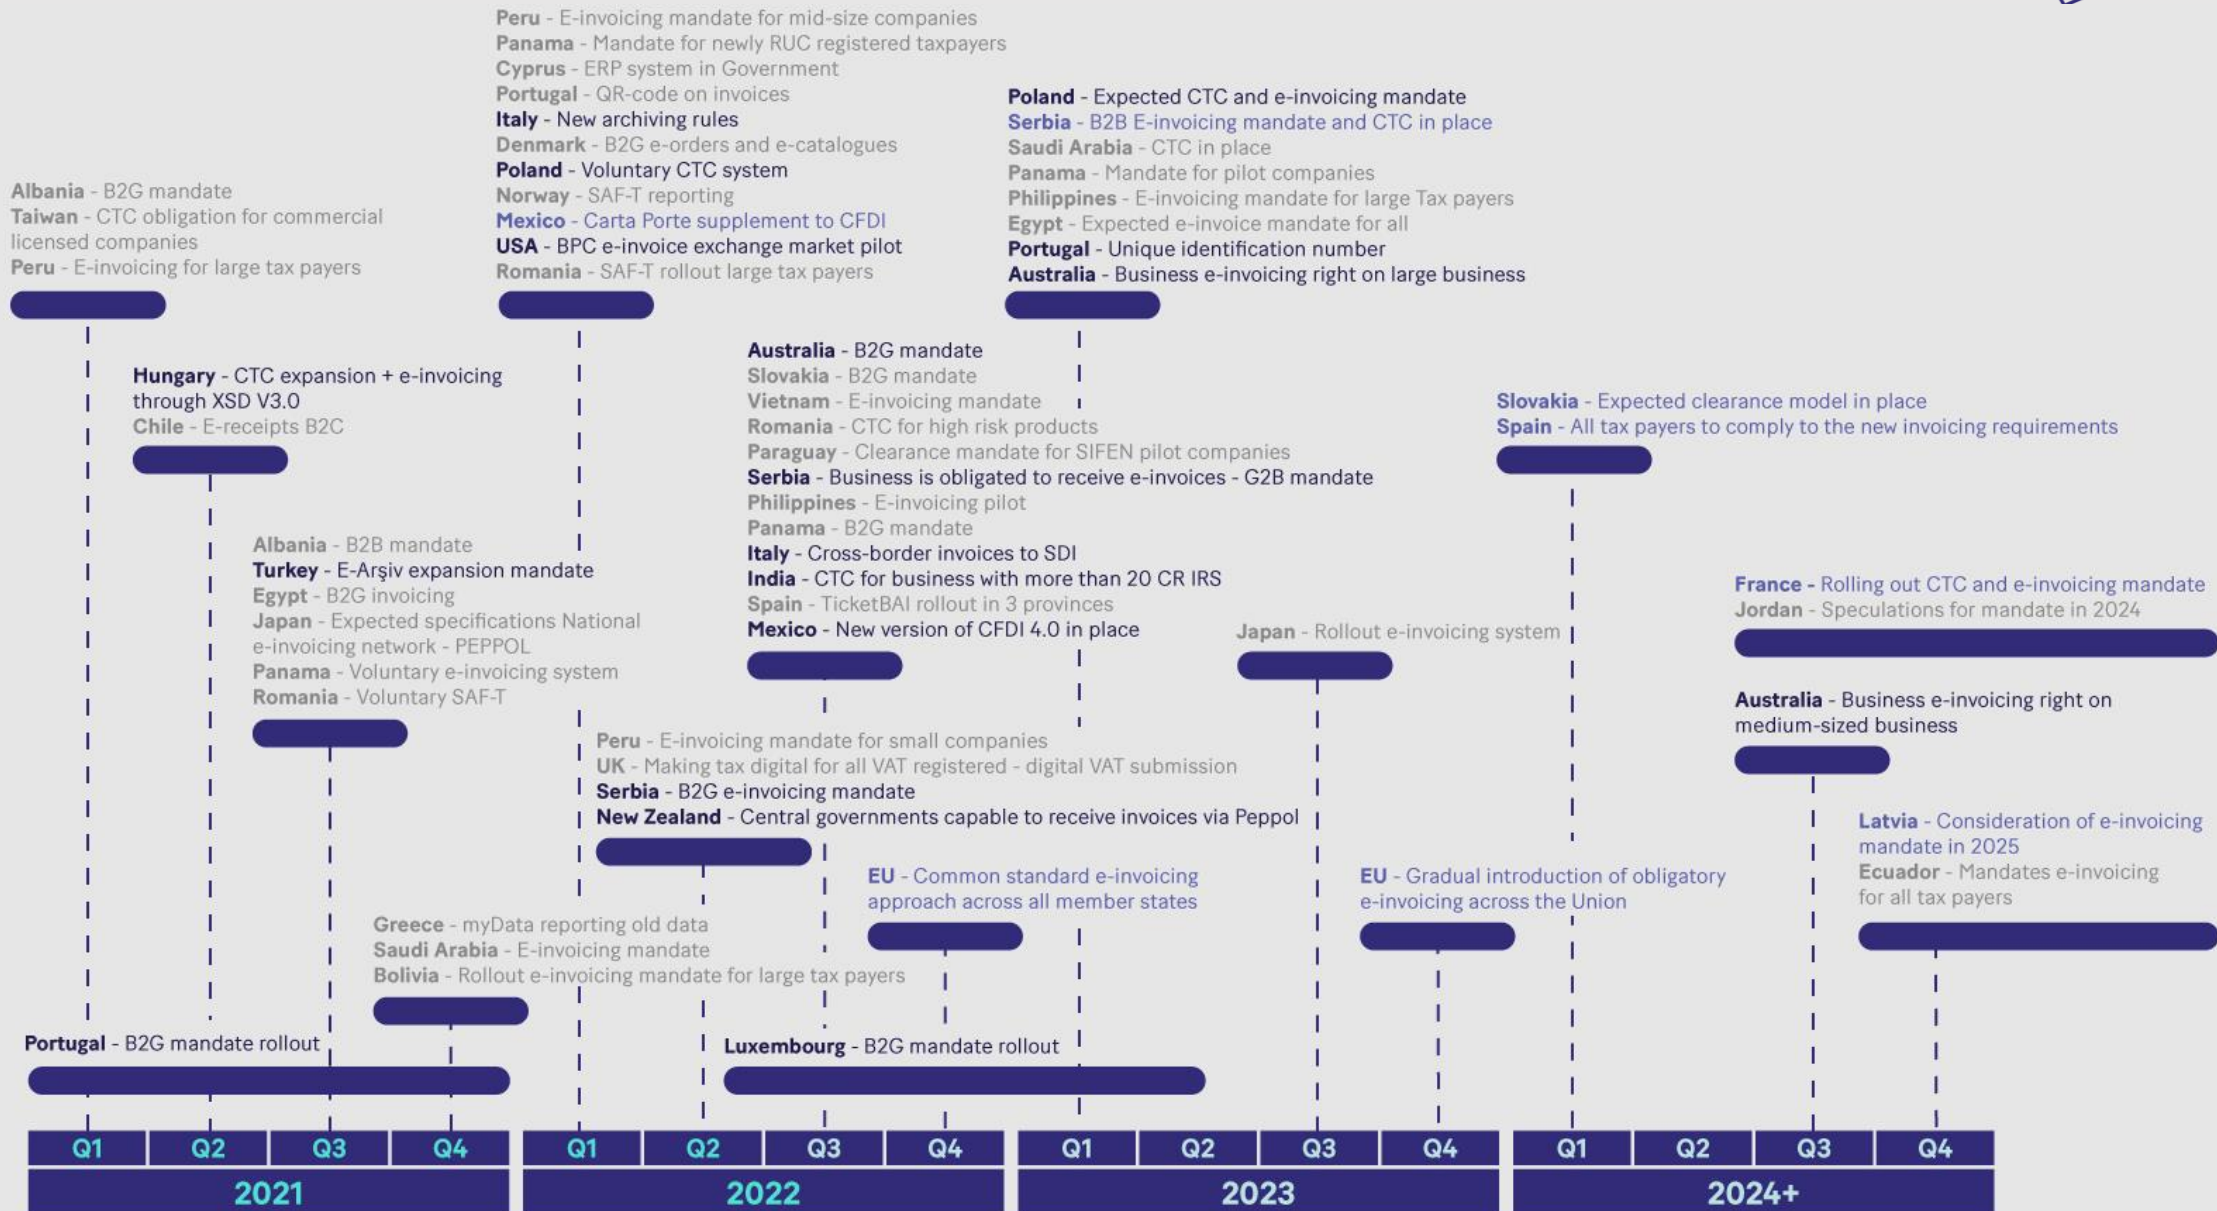 Peru - E-invoicing mandate for mid-size companies
Panama - Mandate for newly RUC registered taxpayers
Cyprus - ERP system in Government
Portugal - QR-code on invoices
Italy - New archiving rules
Denmark - B2G e-orders and e-catalogues
Poland - Voluntary CTC system
Norway - SAF-T reporting
Mexico - Carta Porte supplement to CFDI
USA - BPC e-invoice exchange market pilot
Romania - SAF-T rollout large tax payers
Poland - Expected CTC and e-invoicing mandate
Serbia - B2B E-invoicing mandate and CTC in place
Saudi Arabia - CTC in place
Panama - Mandate for pilot companies
Philippines - E-invoicing mandate for large Tax payers
Egypt - Expected e-invoice mandate for all
Portugal - Unique identification number
Australia - Business e-invoicing right on large business
Albania - B2G mandate
Taiwan - CTC obligation for commercial
licensed companies
Peru - E-invoicing for large tax payers
Hungary - CTC expansion + e-invoicing
through XSD V3.0
Chile - E-receipts B2C
Australia - B2G mandate
Slovakia - B2G mandate
Vietnam - E-invoicing mandate
Romania - CTC for high risk products
Paraguay - Clearance mandate for SIFEN pilot companies
Serbia - Business is obligated to receive e-invoices - G2B mandate
Philippines - E-invoicing pilot
Panama - B2G mandate
Italy - Cross-border invoices to SDI
India - CTC for business with more than 20 CR IRS
Spain - TicketBAI rollout in 3 provinces
Mexico - New version of CFDI 4.0 in place
Slovakia - Expected clearance model in place
Spain - All tax payers to comply to the new invoicing requirements
Albania - B2B mandate
Turkey - E-Arşiv expansion mandate
Egypt - B2G invoicing
Japan - Expected specifications National
e-invoicing network - PEPPOL
Panama - Voluntary e-invoicing system
Romania - Voluntary SAF-T
Japan - Rollout e-invoicing system
France - Rolling out CTC and e-invoicing mandate
Jordan - Speculations for mandate in 2024
Australia - Business e-invoicing right on
medium-sized business
Peru - E-invoicing mandate for small companies
UK - Making tax digital for all VAT registered - digital VAT submission
Serbia - B2G e-invoicing mandate
New Zealand - Central governments capable to receive invoices via Peppol
EU - Common standard e-invoicing
approach across all member states
EU - Gradual introduction of obligatory
e-invoicing across the Union
Latvia - Consideration of e-invoicing
mandate in 2025
Ecuador - Mandates e-invoicing
for all tax payers
Greece - myData reporting old data
Saudi Arabia - E-invoicing mandate
Bolivia - Rollout e-invoicing mandate for large tax payers
Portugal - B2G mandate rollout
Luxembourg - B2G mandate rollout
Q1 Q2 Q3 Q4 Q1 Q2 Q3 Q4 Q1 Q2 Q3 Q4 Q1 Q2 Q3 Q4
2021 2022 2023 2024+